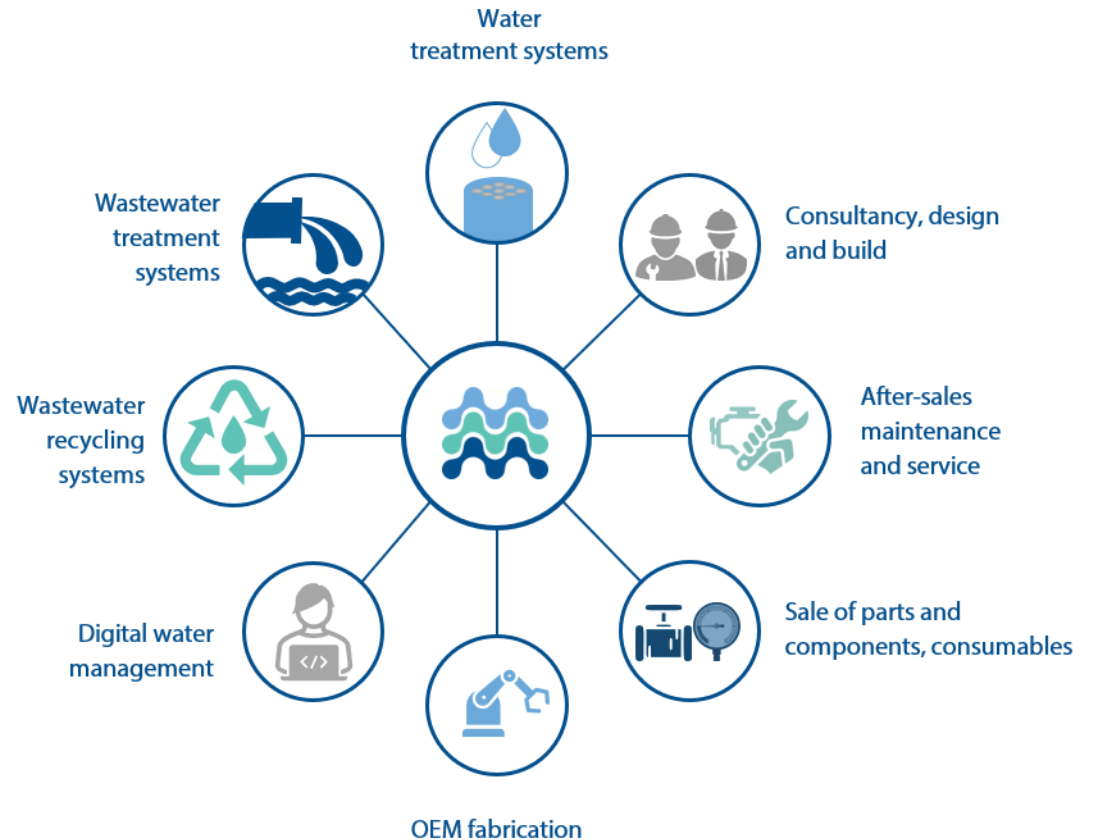 Water
treatment systems
Consultancy, design
and build
After-sales
maintenance
and service
Sale of parts and
components, consumables
OEM fabrication
Digital water
management
Wastewater
recycling
systems
Wastewater
treatment
systems
</>